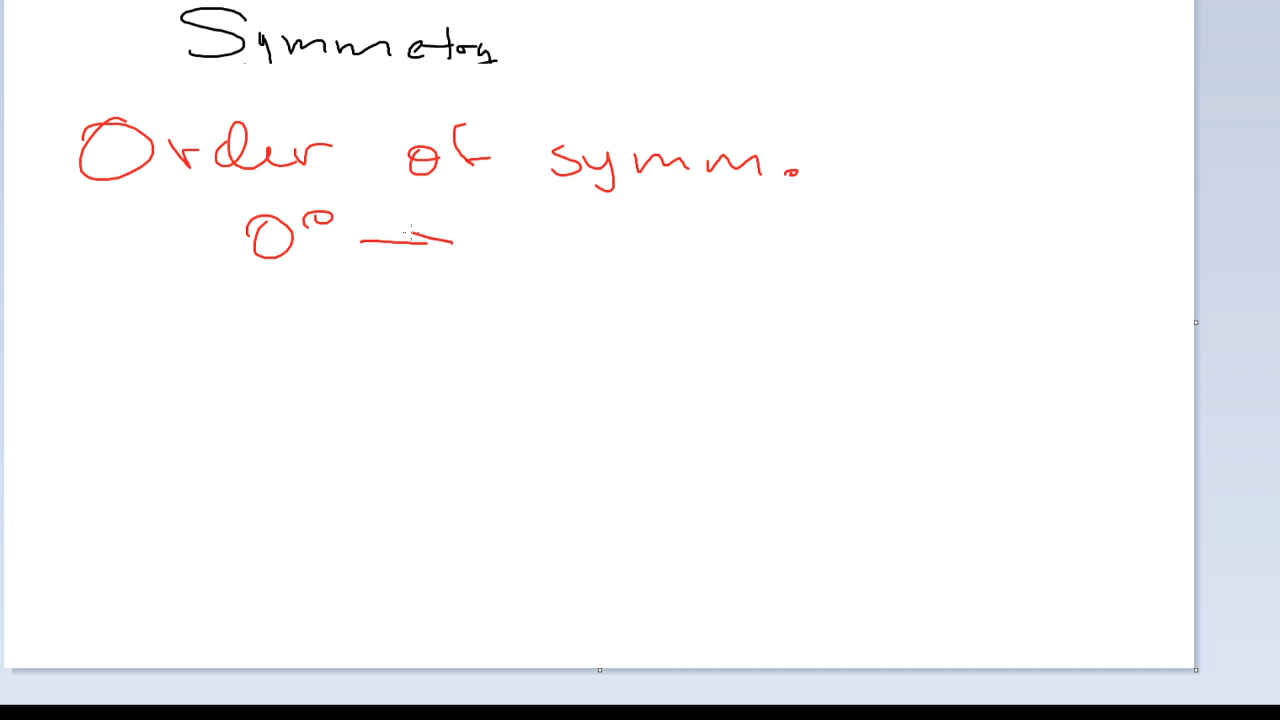 Symmetry
Order of symm.
0° →